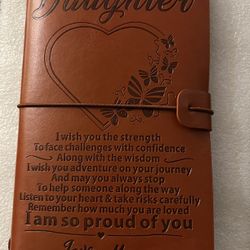 Daughter
I wish you the strength
To face challenges with confidence
Along with the wisdom
I wish you adventure on your journey
And may you always stop
To help someone along the way
Listen to your heart & take risks carefully
Remember how much you are loved
I am so proud of you